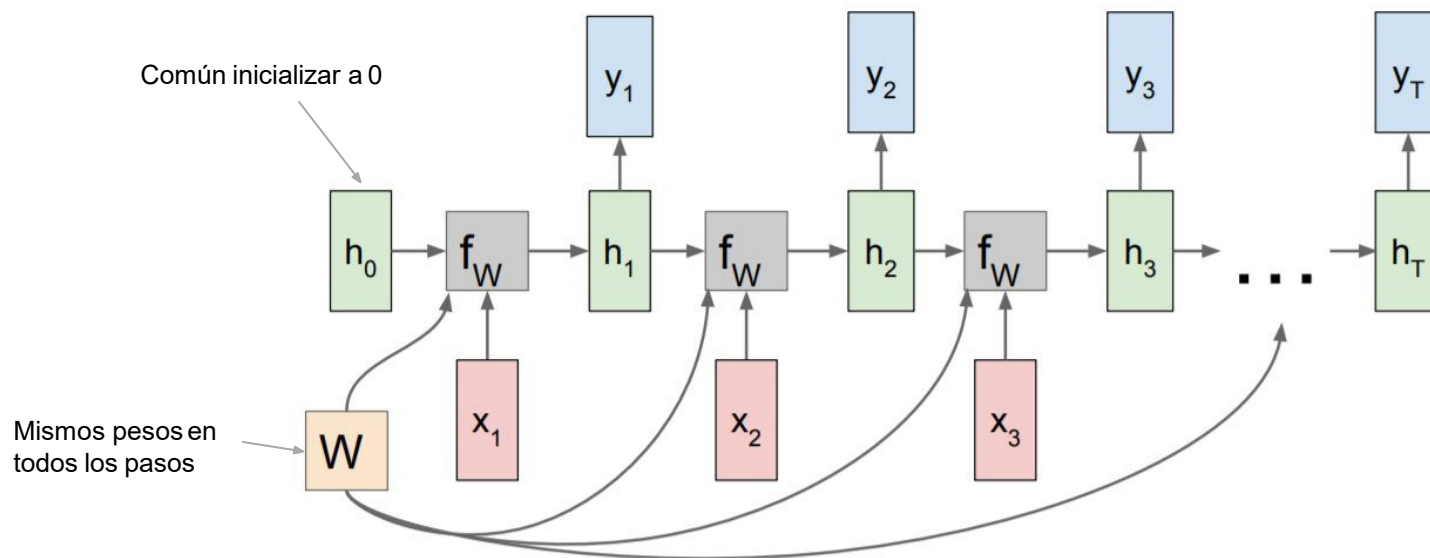 Común inicializar a 0
y1
y2
y3
yT
h0
fW
h1
fW
h2
fW
h3
. . .
hT
x1
x2
x3
Mismos pesos en
todos los pasos
W